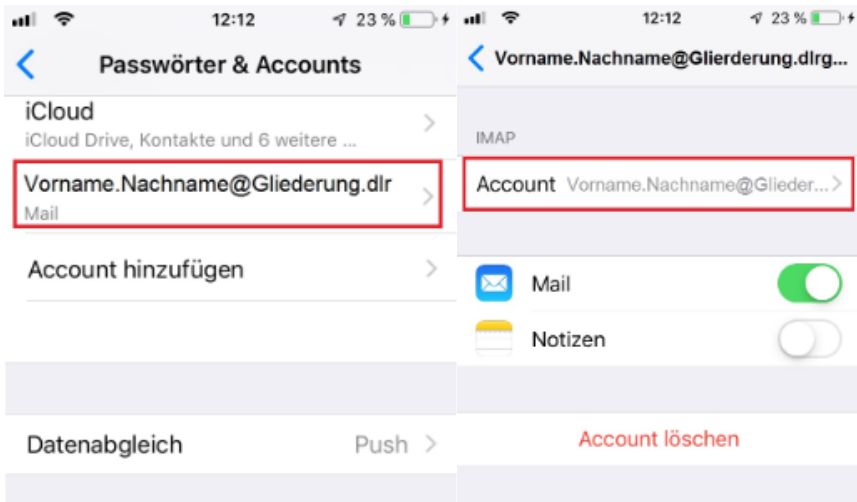 12:12
23 %
Passwörter & Accounts
iCloud
iCloud Drive, Kontakte und 6 weitere ...
Vorname.Nachname@Gliederung.dlr
Mail
Account hinzufügen
Datenabgleich Push
12:12
23 %
Vorname.Nachname@Glierderung.dlrg...
IMAP
Account Vorname.Nachname@Glieder...
Mail
Notizen
Account löschen